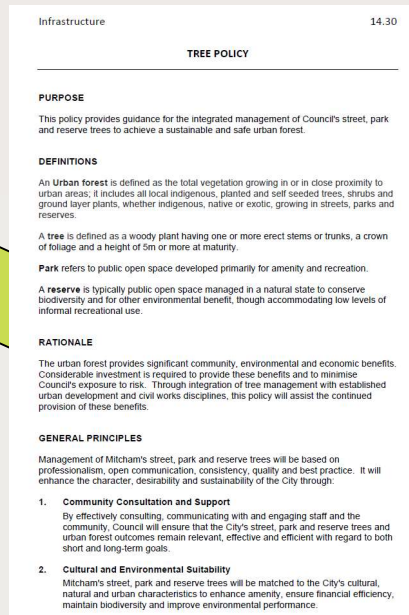 Infrastructure 14.30
TREE POLICY
PURPOSE
This policy provides guidance for the integrated management of Council's street, park
and reserve trees to achieve a sustainable and safe urban forest.
DEFINITIONS
An Urban forest is defined as the total vegetation growing in or in close proximity to
urban areas; it includes all local indigenous, planted and self seeded trees, shrubs and
ground layer plants, whether indigenous, native or exotic, growing in streets, parks and
reserves.
A tree is defined as a woody plant having one or more erect stems or trunks, a crown
of foliage and a height of 5m or more at maturity.
Park refers to public open space developed primarily for amenity and recreation.
A reserve is typically public open space managed in a natural state to conserve
biodiversity and for other environmental benefit, though accommodating low levels of
informal recreational use.
RATIONALE
The urban forest provides significant community, environmental and economic benefits.
Considerable investment is required to provide these benefits and to minimise
Council's exposure to risk. Through integration of tree management with established
urban development and civil works disciplines, this policy will assist the continued
provision of these benefits.
GENERAL PRINCIPLES
Management of Mitcham's street, park and reserve trees will be based on
professionalism, open communication, consistency, quality and best practice. It will
enhance the character, desirability and sustainability of the City through:
1. Community Consultation and Support
By effectively consulting, communicating with and engaging staff and the
community, Council will ensure that the City's street, park and reserve trees and
urban forest outcomes remain relevant, effective and efficient with regard to both
short and long-term goals.
2. Cultural and Environmental Suitability
Mitcham's street, park and reserve trees will be matched to the City's cultural,
natural and urban characteristics to enhance amenity, ensure financial efficiency,
maintain biodiversity and improve environmental performance.